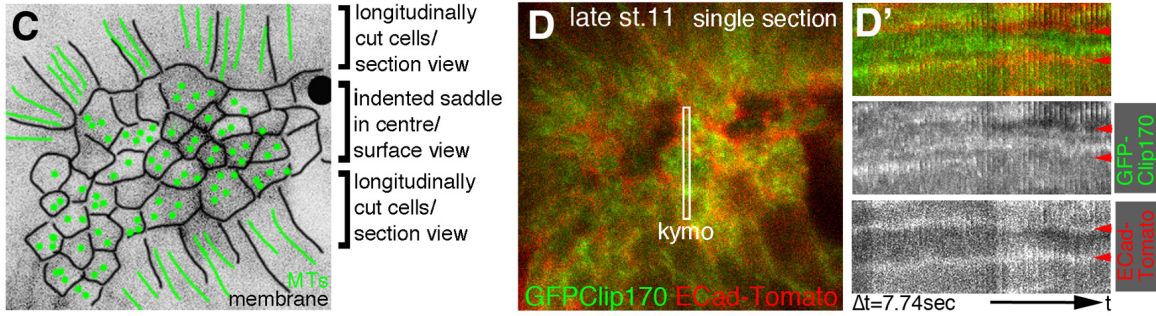 C
longitudinally
cut cells/
section view
indented saddle
in centre/
surface view
longitudinally
cut cells/
section view
MTs
membrane
D
late st.11
single section
kymo
GFPClip170 ECad-Tomato
D'
GFP-
Clip170
ECad-
Tomato
Δt=7.74sec
t